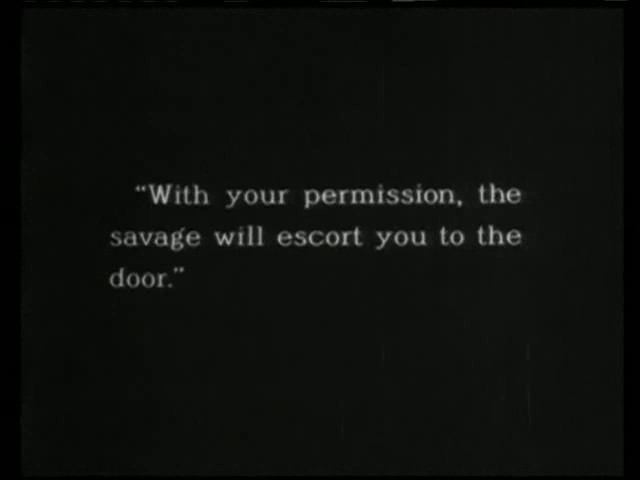 "With your permission, the
savage will escort you to the
door."